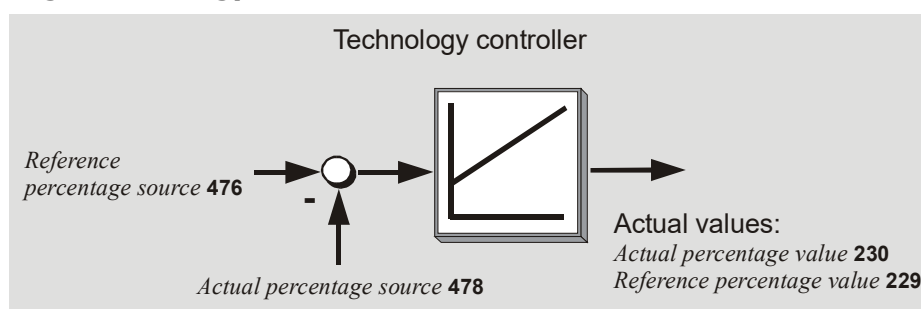 Technology controller
Reference
percentage source 476
-
Actual percentage source 478
Actual values:
Actual percentage value 230
Reference percentage value 229